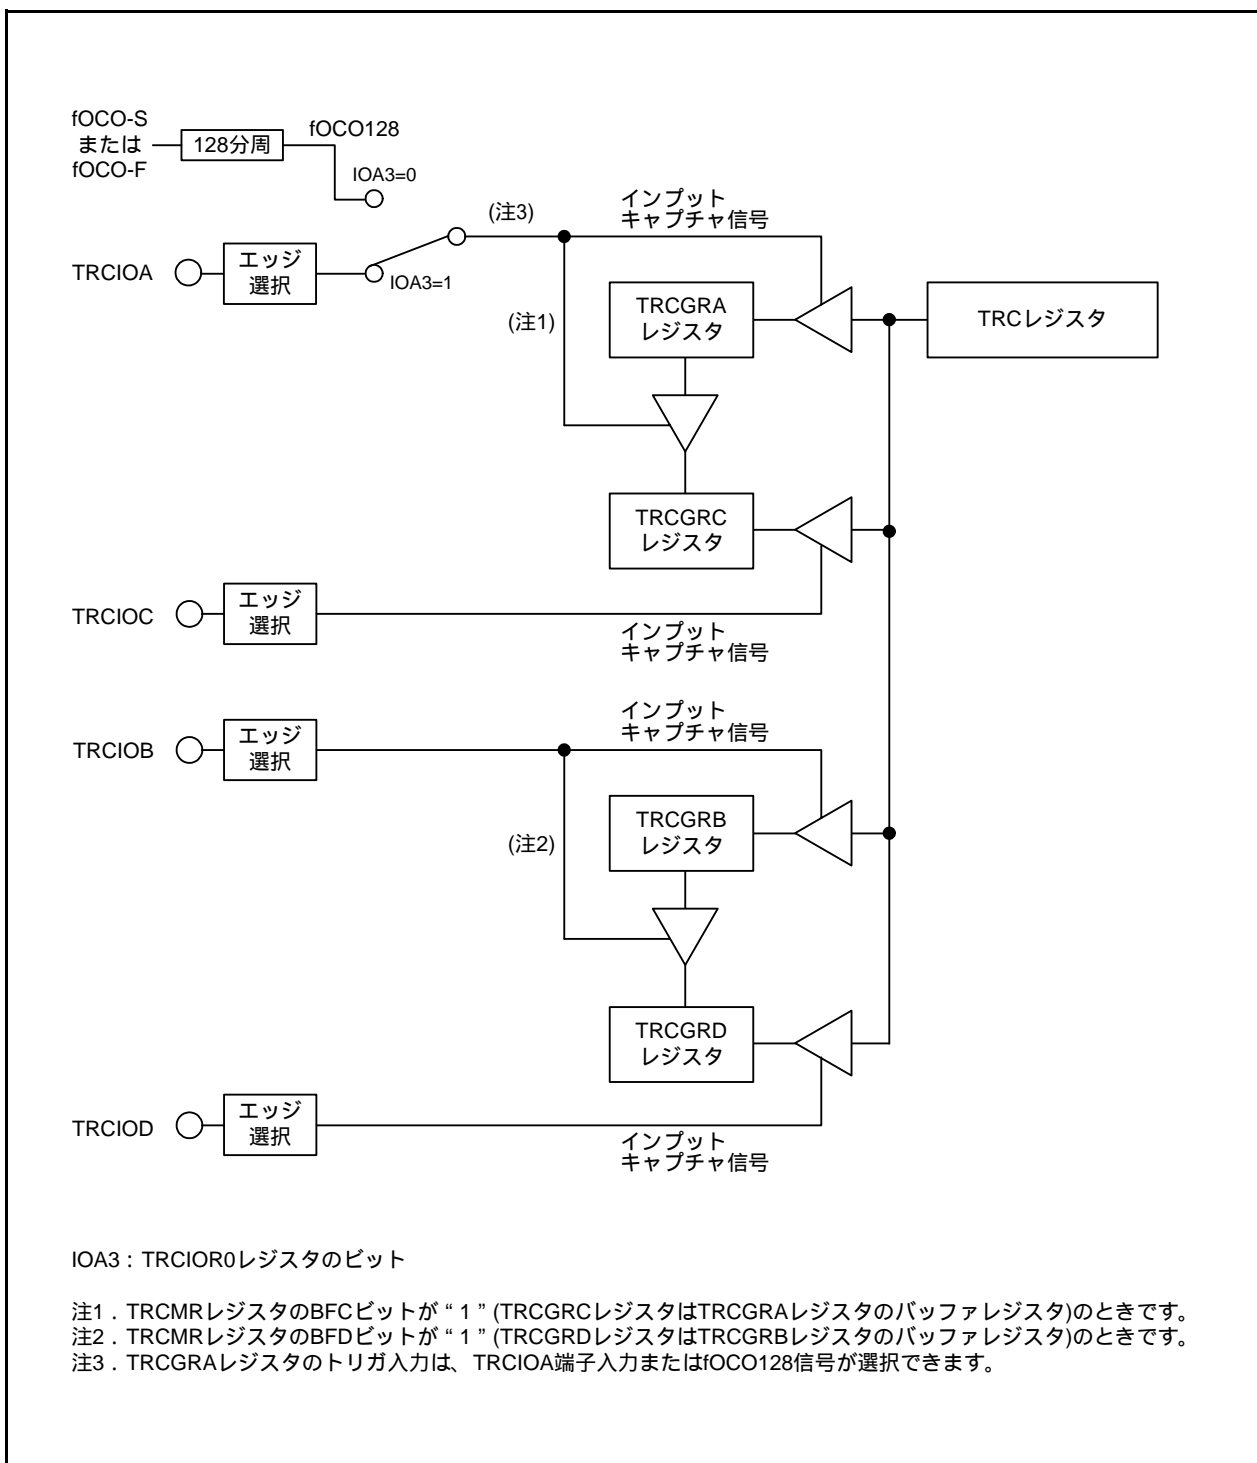 fOCO-S
または
fOCO-F
128分周
fOCO128
IOA3=0
(注3)
インプット
キャプチャ信号
TRCIOA
エッジ
選択
IOA3=1
(注1)
TRCGRA
レジスタ
TRCレジスタ
TRCGRC
レジスタ
TRCIOC
エッジ
選択
インプット
キャプチャ信号
インプット
キャプチャ信号
TRCIOB
エッジ
選択
(注2)
TRCGRB
レジスタ
TRCGRD
レジスタ
TRCIOD
エッジ
選択
インプット
キャプチャ信号
IOA3:TRCIOR0レジスタのビット
注1.TRCMRレジスタのBFCビットが“1”(TRCGRCレジスタはTRCGRAレジスタのバッファレジスタ)のときです。
注2.TRCMRレジスタのBFDビットが“1”(TRCGRDレジスタはTRCGRBレジスタのバッファレジスタ)のときです。
注3.TRCGRAレジスタのトリガ入力は、TRCIOA端子入力またはfOCO128信号が選択できます。